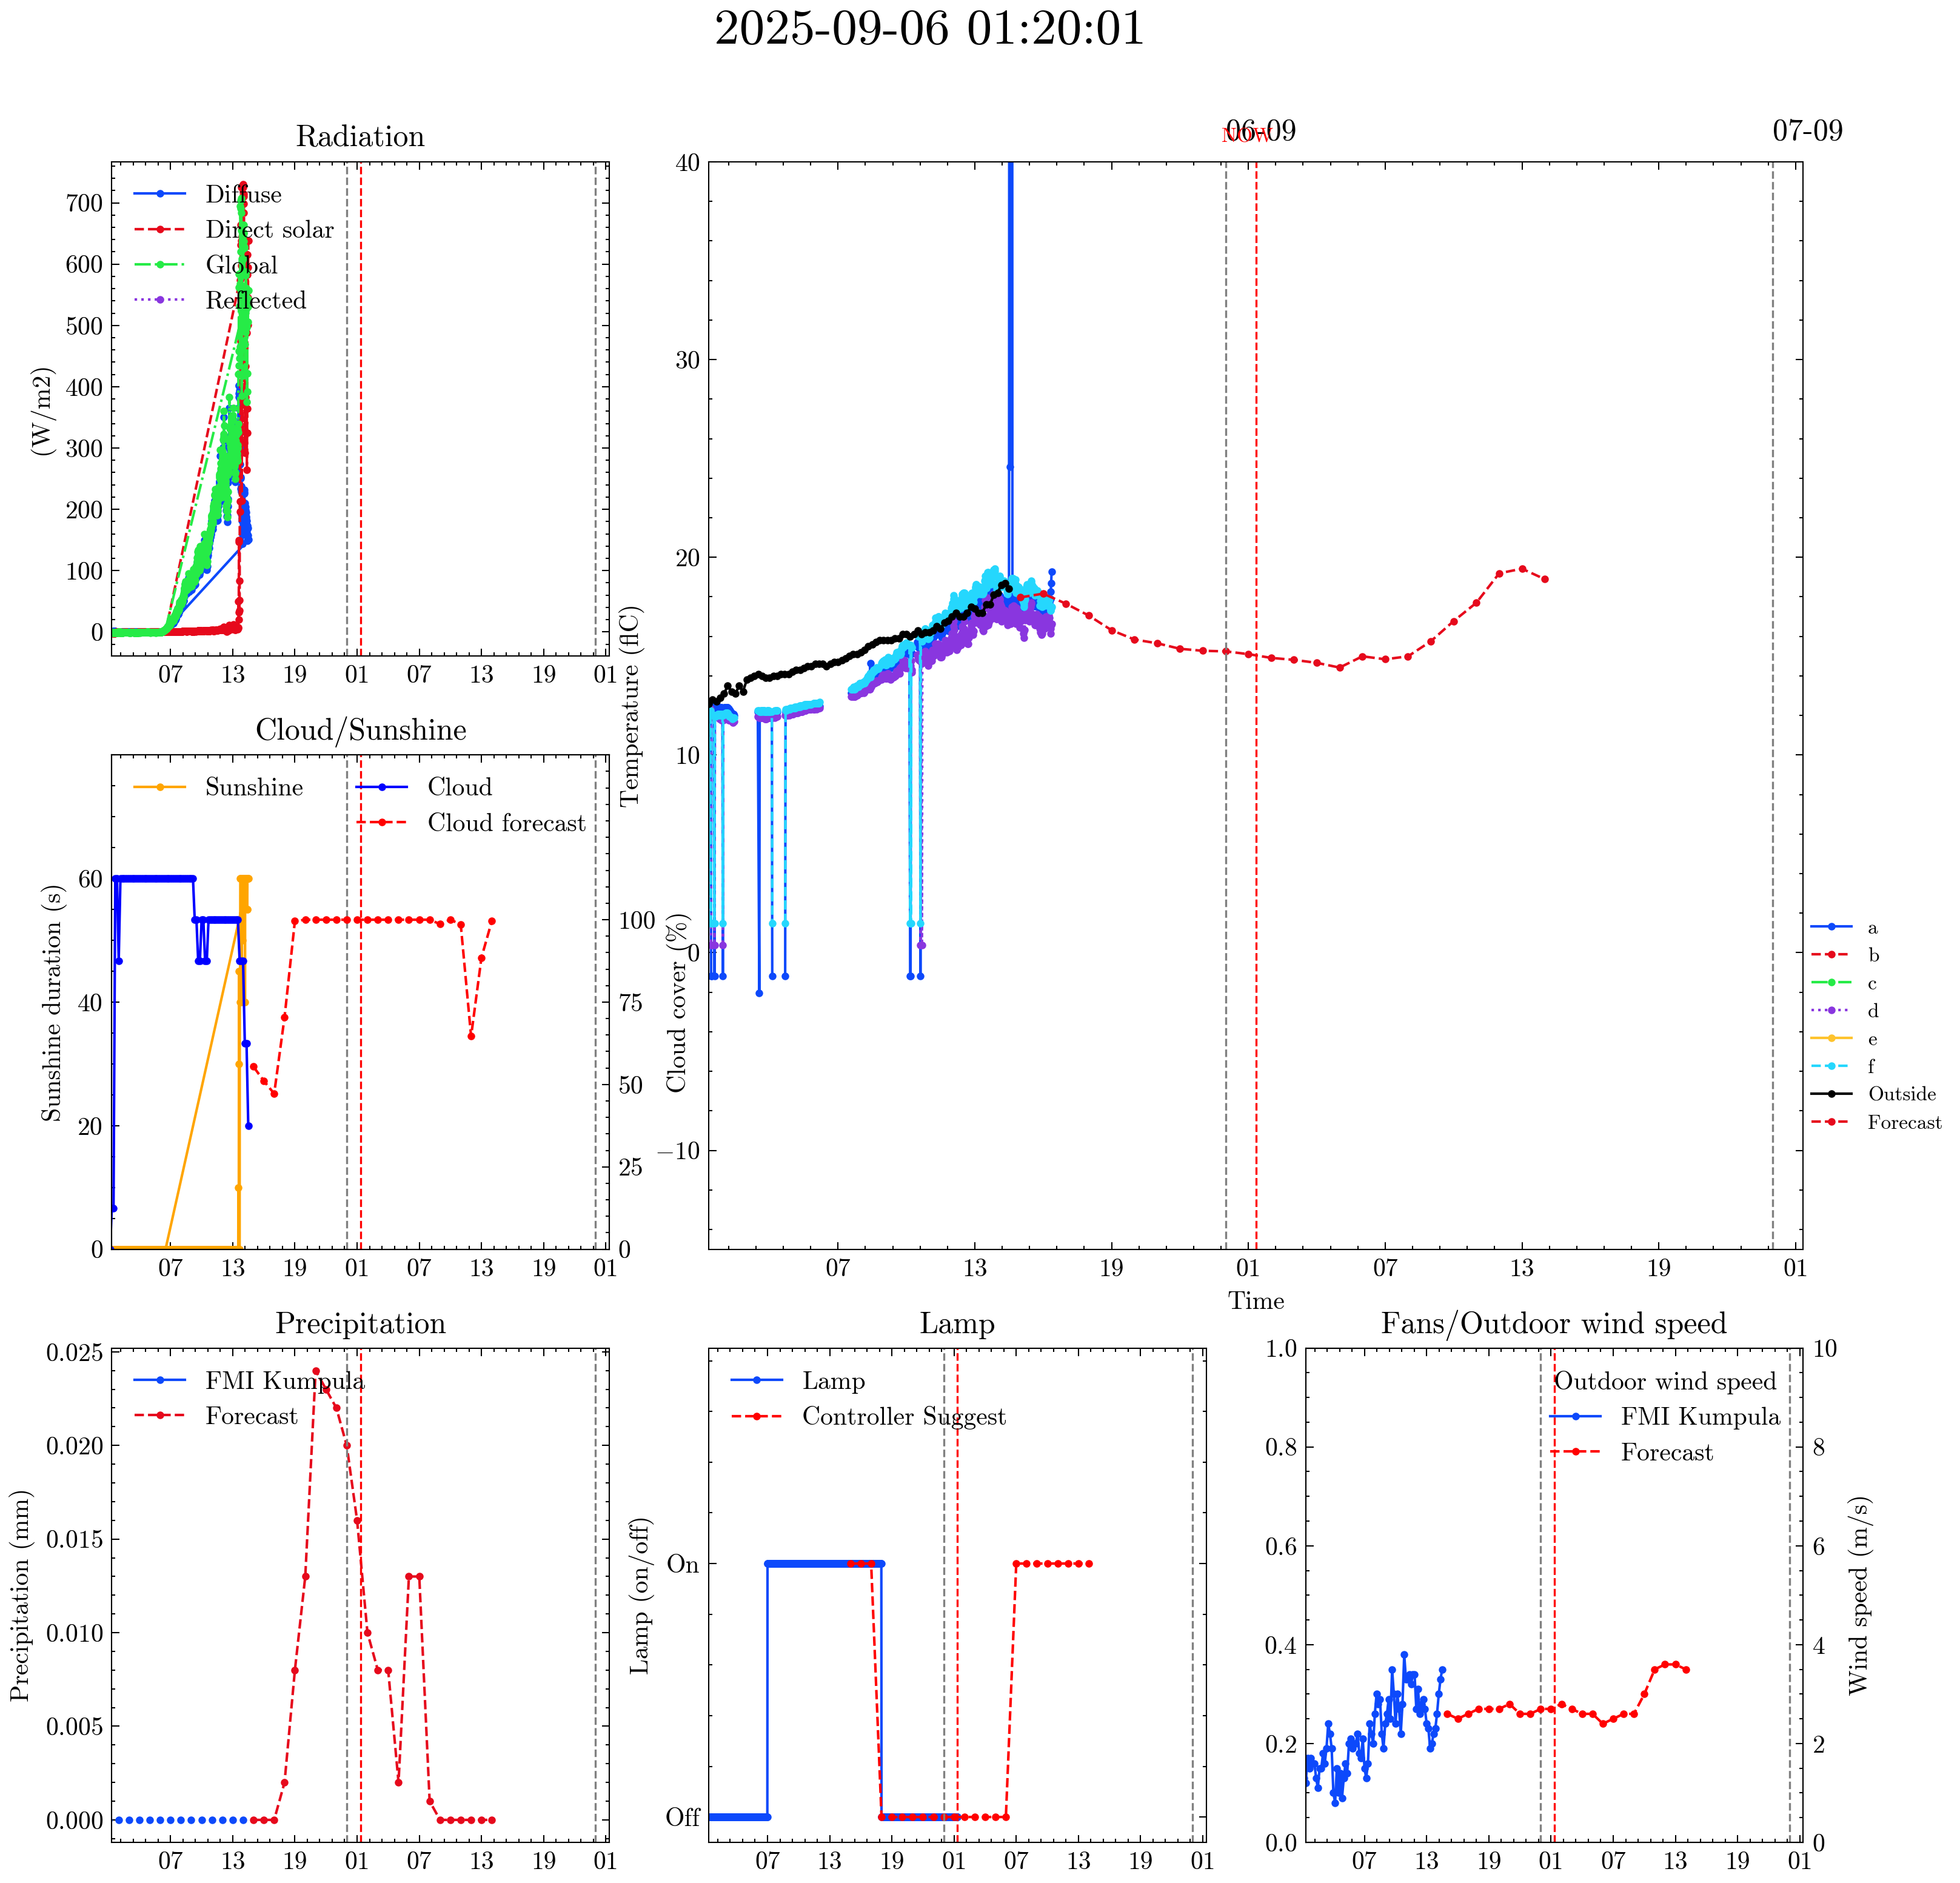 2025-09-06 01:20:01
Radiation
(W/m2)
700
600
500
400
300
200
100
0
Diffuse
Direct solar
Global
Reflected
07 13 19 01 07 13 19 01
NOW
06-09
07-09
Temperature (flC)
40
30
20
10
0
−10
07 13 19 01 07 13 19 01
Time
a
b
c
d
e
f
Outside
Forecast
Cloud/Sunshine
Sunshine duration (s)
60
40
20
0
Sunshine
Cloud
Cloud forecast
100
75
50
25
0
Cloud cover (%)
07 13 19 01 07 13 19 01
Precipitation
Precipitation (mm)
0.025
0.020
0.015
0.010
0.005
0.000
FMI Kumpula
Forecast
07 13 19 01 07 13 19 01
Lamp
Lamp (on/off)
On
Off
Lamp
Controller Suggest
07 13 19 01 07 13 19 01
Fans/Outdoor wind speed
1.0
0.8
0.6
0.4
0.2
0.0
Outdoor wind speed
FMI Kumpula
Forecast
10
8
6
4
2
0
Wind speed (m/s)
07 13 19 01 07 13 19 01